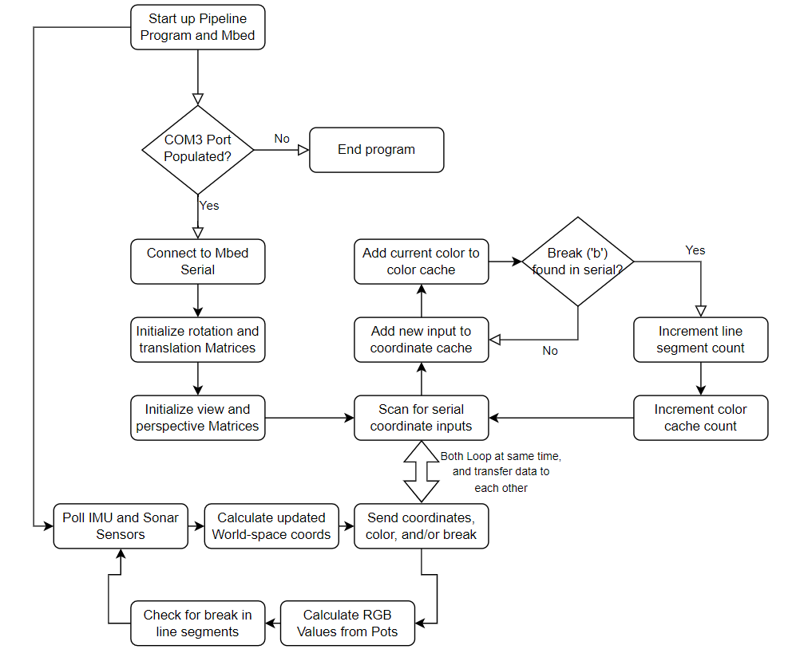 Start up Pipeline
Program and Mbed
COM3 Port
Populated?
No
End program
Yes
Connect to Mbed
Serial
Add current color to
color cache
Break ('b')
found in serial?
Yes
Initialize rotation and
translation Matrices
Add new input to
coordinate cache
No
Increment line
segment count
Initialize view and
perspective Matrices
Scan for serial
coordinate inputs
Increment color
cache count
Both Loop at same time,
and transfer data to
each other
Poll IMU and Sonar
Sensors
Calculate updated
World-space coords
Send coordinates,
color, and/or break
Check for break in
line segments
Calculate RGB
Values from Pots